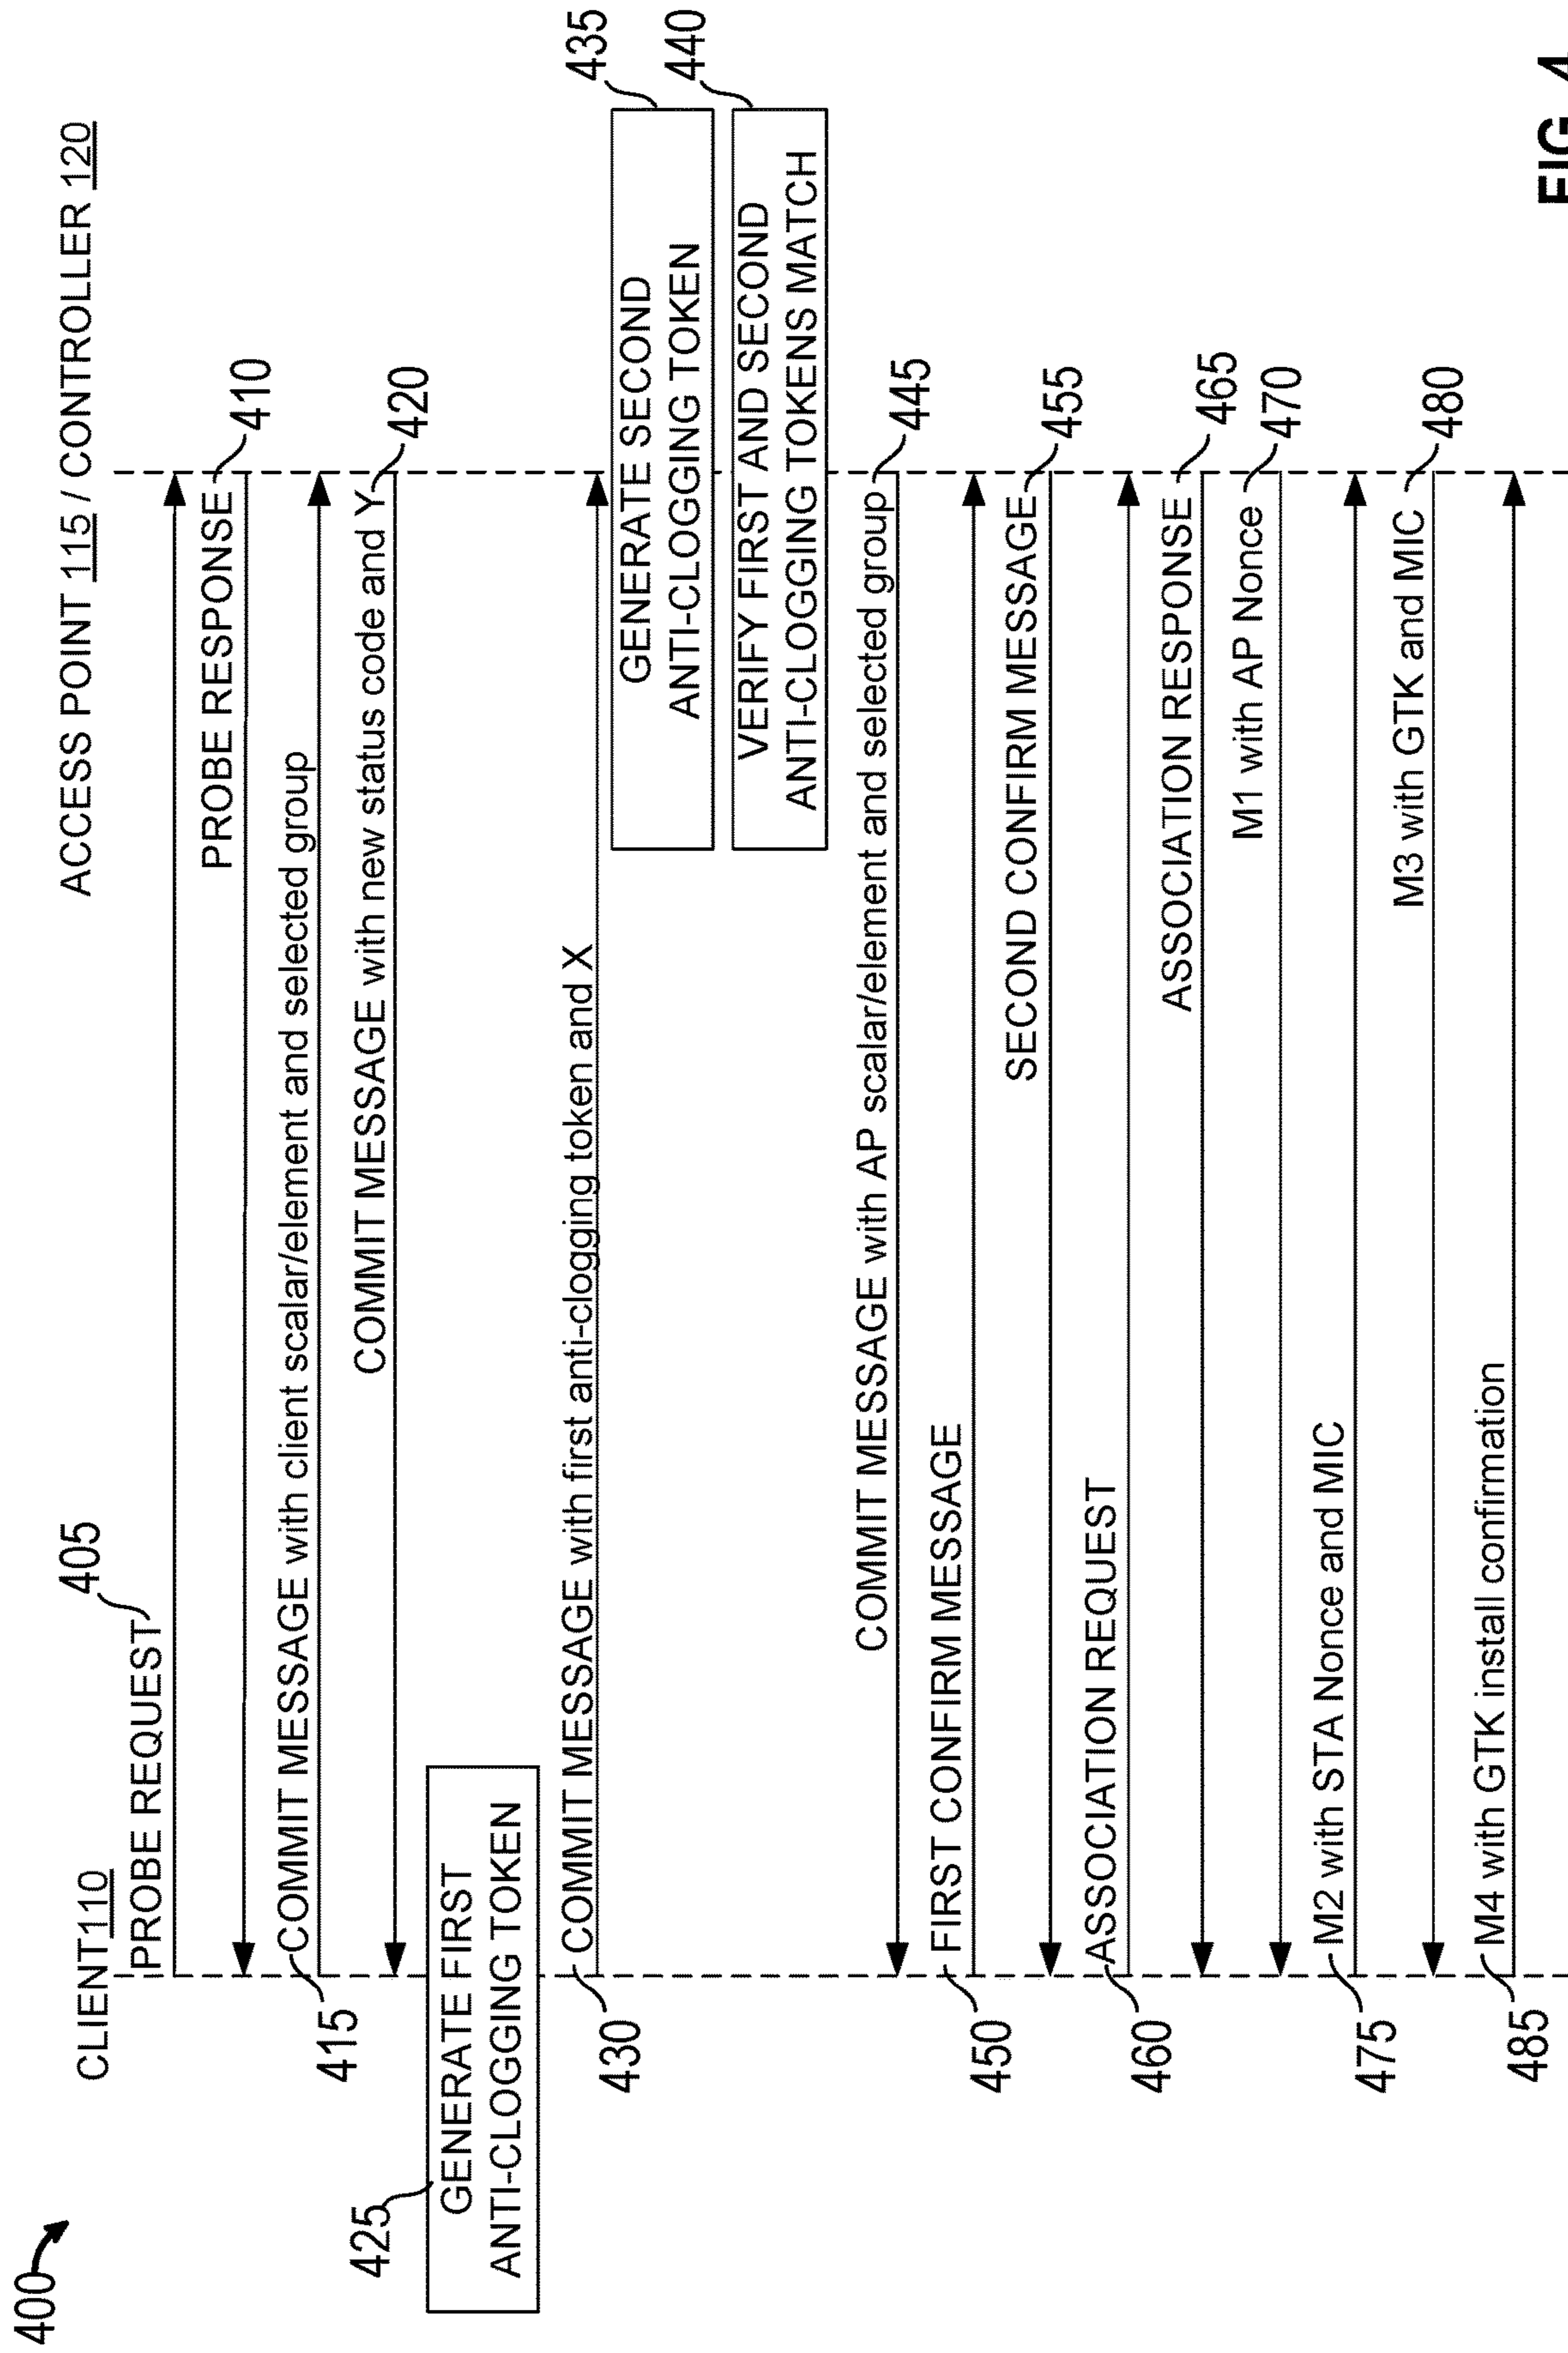 400
CLIENT 110
ACCESS POINT 115 / CONTROLLER 120
PROBE REQUEST
405
PROBE RESPONSE
410
415
COMMIT MESSAGE with client scalar/element and selected group
COMMIT MESSAGE with new status code and Y
420
425
GENERATE FIRST
ANTI-CLOGGING TOKEN
430
COMMIT MESSAGE with first anti-clogging token and X
435
GENERATE SECOND
ANTI-CLOGGING TOKEN
440
VERIFY FIRST AND SECOND
ANTI-CLOGGING TOKENS MATCH
COMMIT MESSAGE with AP scalar/element and selected group
445
450
FIRST CONFIRM MESSAGE
SECOND CONFIRM MESSAGE
455
460
ASSOCIATION REQUEST
ASSOCIATION RESPONSE
465
M1 with AP Nonce
470
475
M2 with STA Nonce and MIC
M3 with GTK and MIC
480
485
M4 with GTK install confirmation
FIG. 4